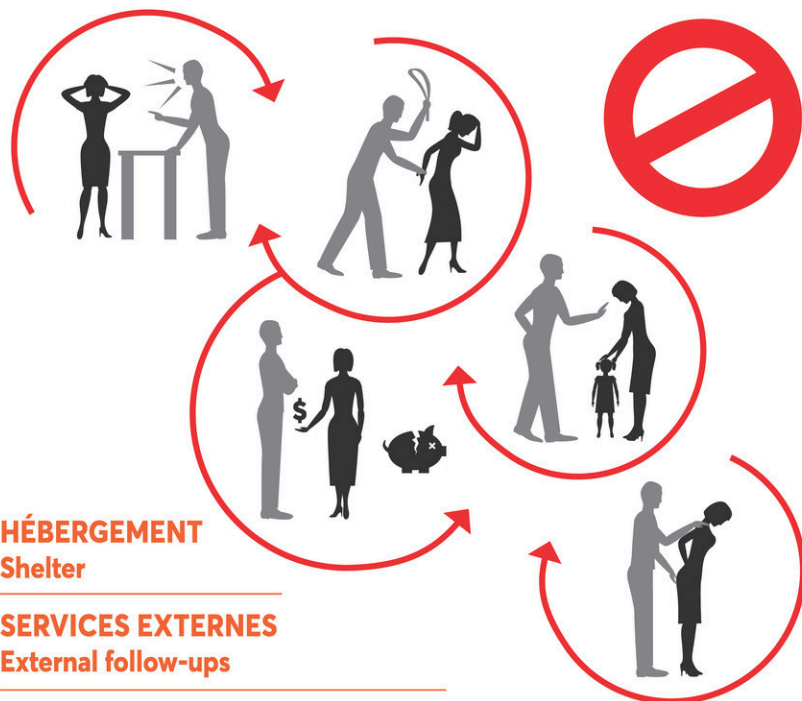 $
HÉBERGEMENT
Shelter
SERVICES EXTERNES
External follow-ups